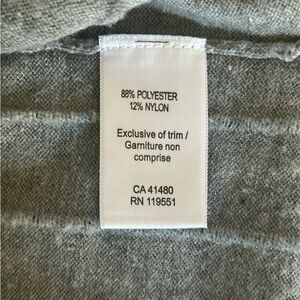 88% POLYESTER
12% NYLON
Exclusive of trim /
Garniture non
comprise
CA 41480
RN 119551